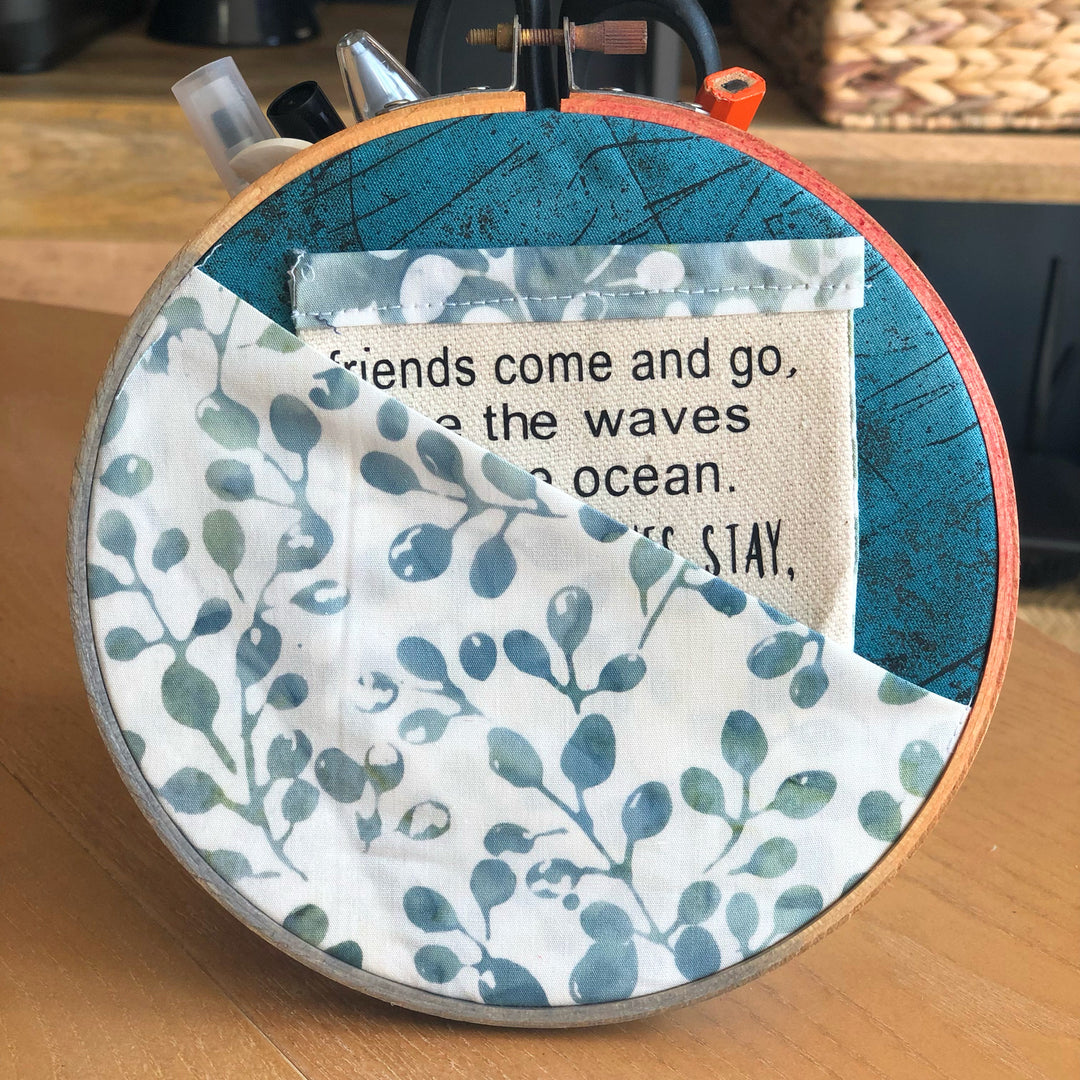 friends come and go,
the waves
ocean.
STAY,